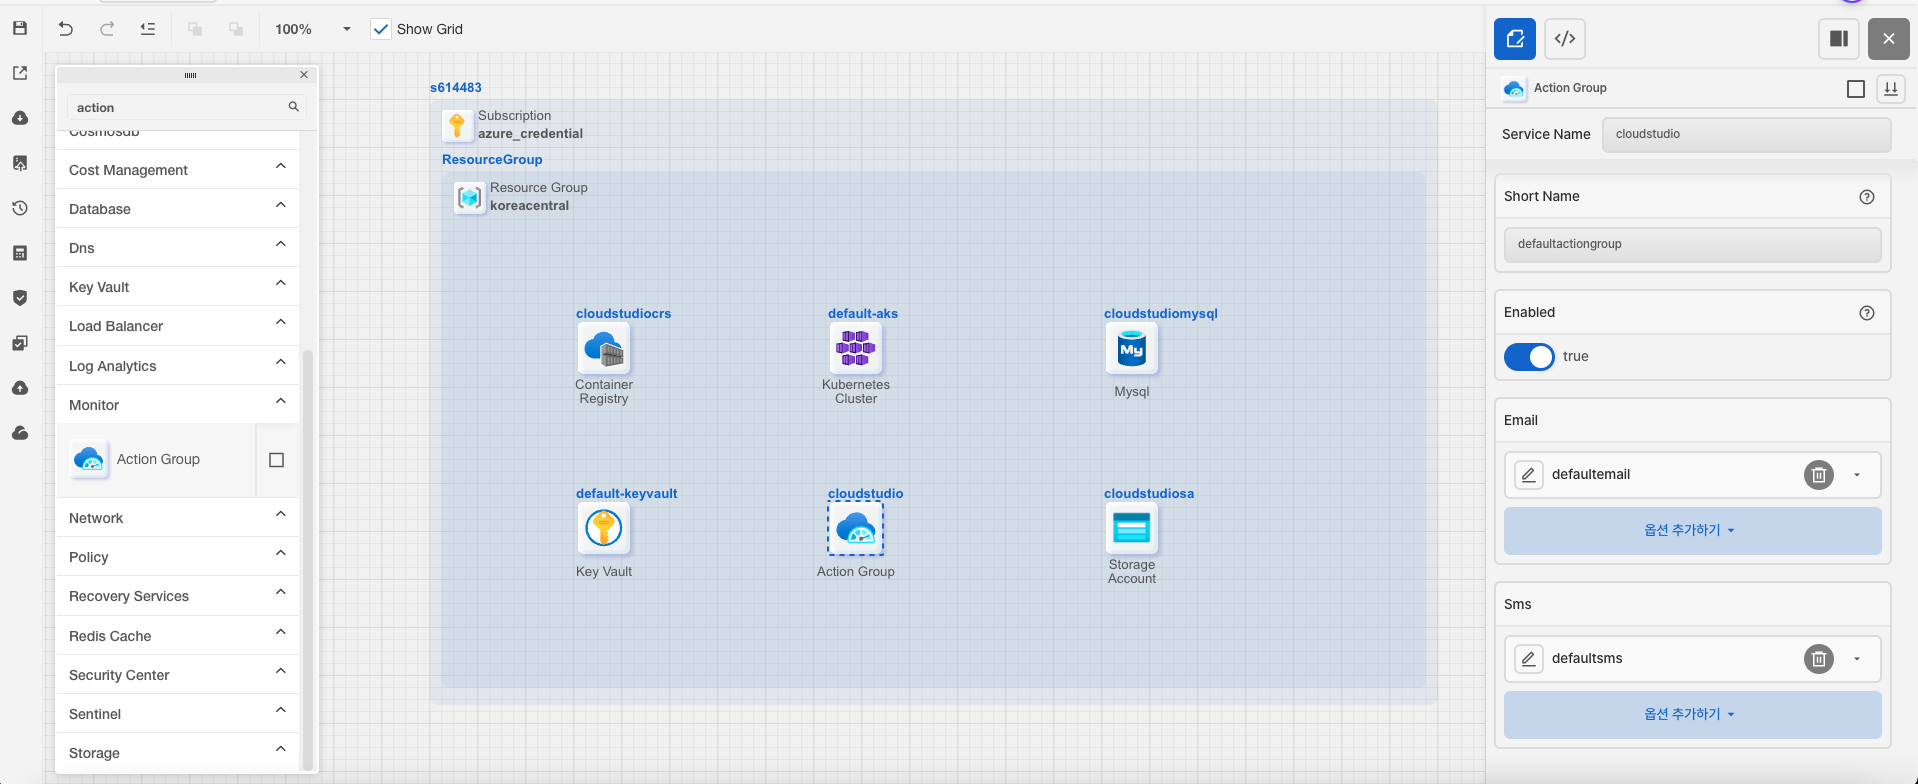 100%
Show Grid
action
Cosmosdb
Cost Management
Database
Dns
Key Vault
Load Balancer
Log Analytics
Monitor
Action Group
Network
Policy
Recovery Services
Redis Cache
Security Center
Sentinel
Storage
s614483
Subscription
azure_credential
ResourceGroup
Resource Group
koreacentral
cloudstudiocrs
Container
Registry
default-aks
Kubernetes
Cluster
cloudstudiomysql
My
Mysql
default-keyvault
Key Vault
cloudstudio
Action Group
cloudstudiosa
Storage
Account
Action Group
Service Name
cloudstudio
Short Name
defaultactiongroup
Enabled
true
Email
defaultemail
옵션 추가하기
Sms
defaultsms
옵션 추가하기